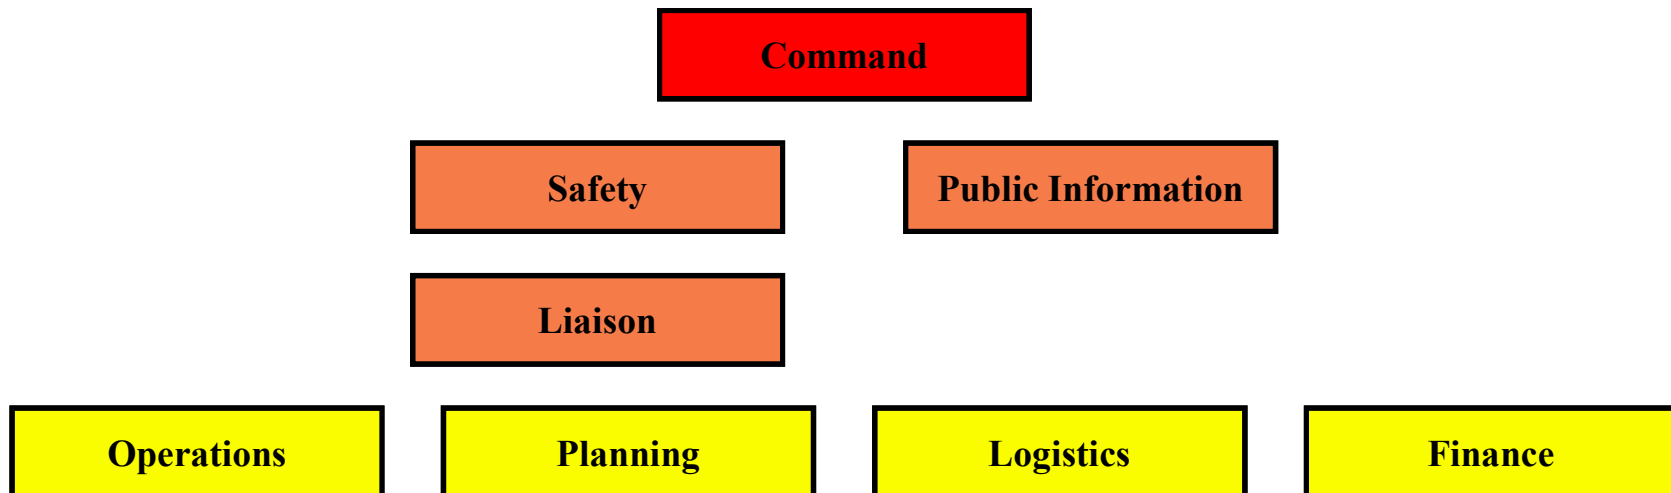 Command
Safety
Public Information
Liaison
Operations
Planning
Logistics
Finance